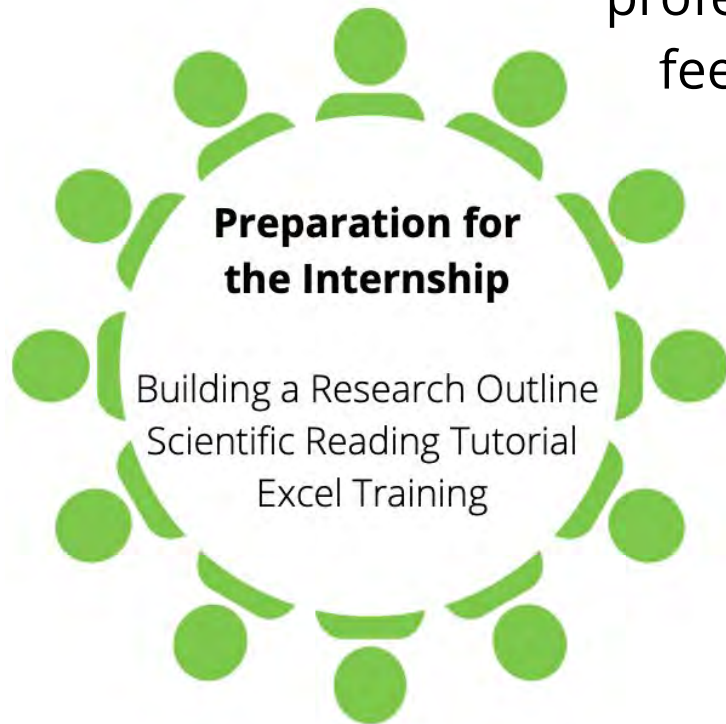 Preparation for
the Internship
Building a Research Outline
Scientific Reading Tutorial
Excel Training